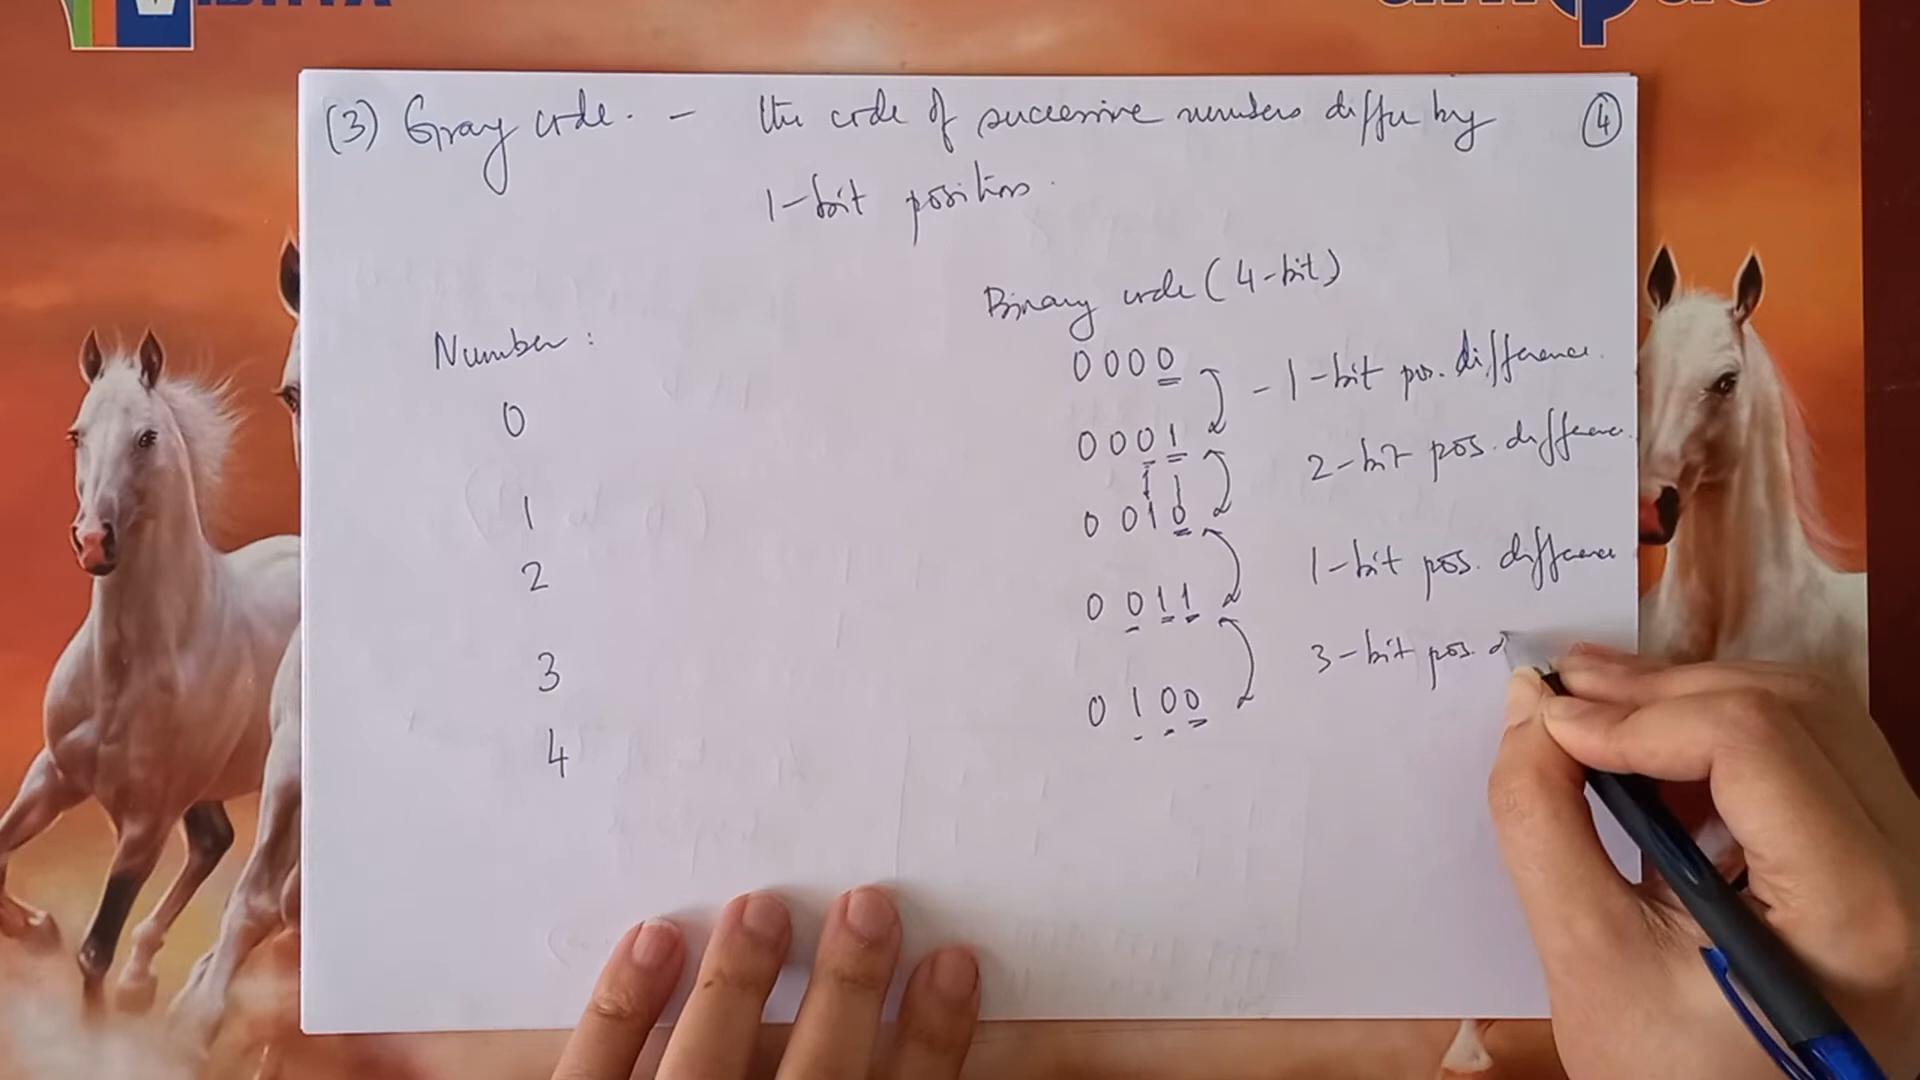 (3) Gray code. - the code of successive numbers differ by
④
1-bit position.
Binary code (4-bit)
Number :
0000 - 1-bit pos. difference.
0
0001 2-bit pos. difference.
1
0010
1-bit pos. difference
2
0011
3-bit pos. d
3
0100
4